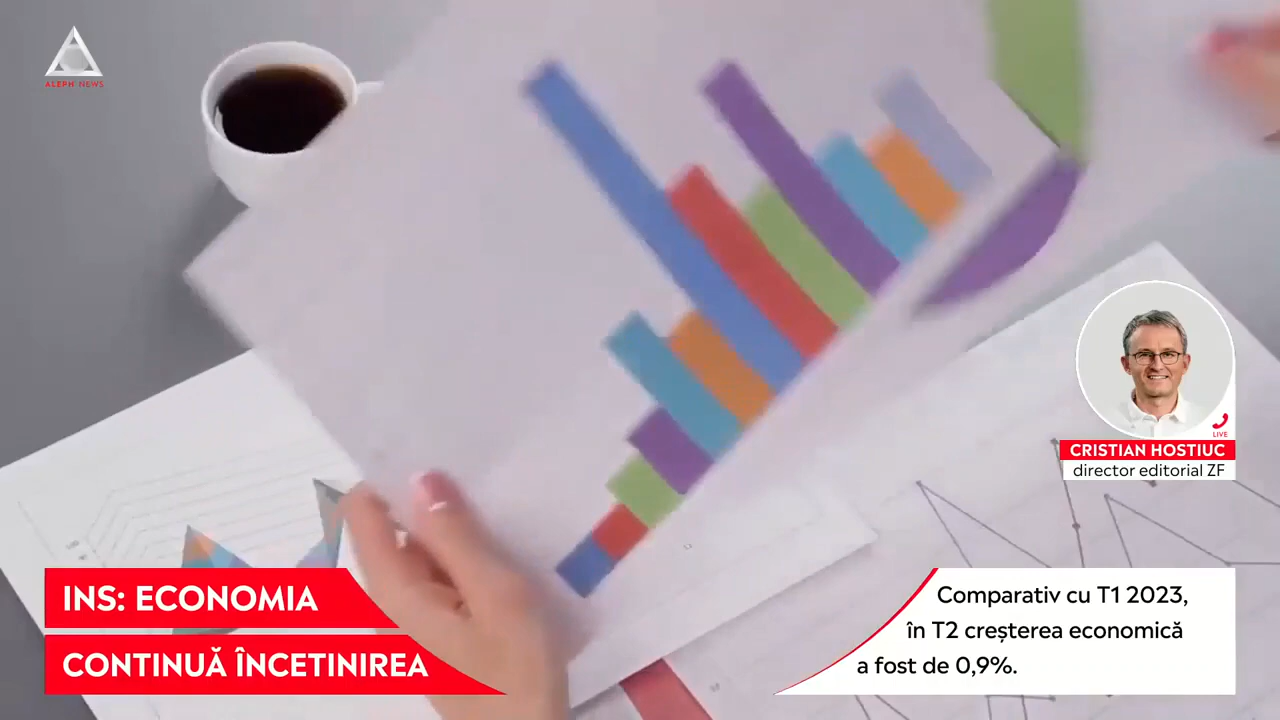 ALEPH NEWS
LIVE
CRISTIAN HOSTIUC
director editorial ZF
INS: ECONOMIA
CONTINUĂ ÎNCETINIREA
Comparativ cu T1 2023,
în T2 creșterea economică
a fost de 0,9%.